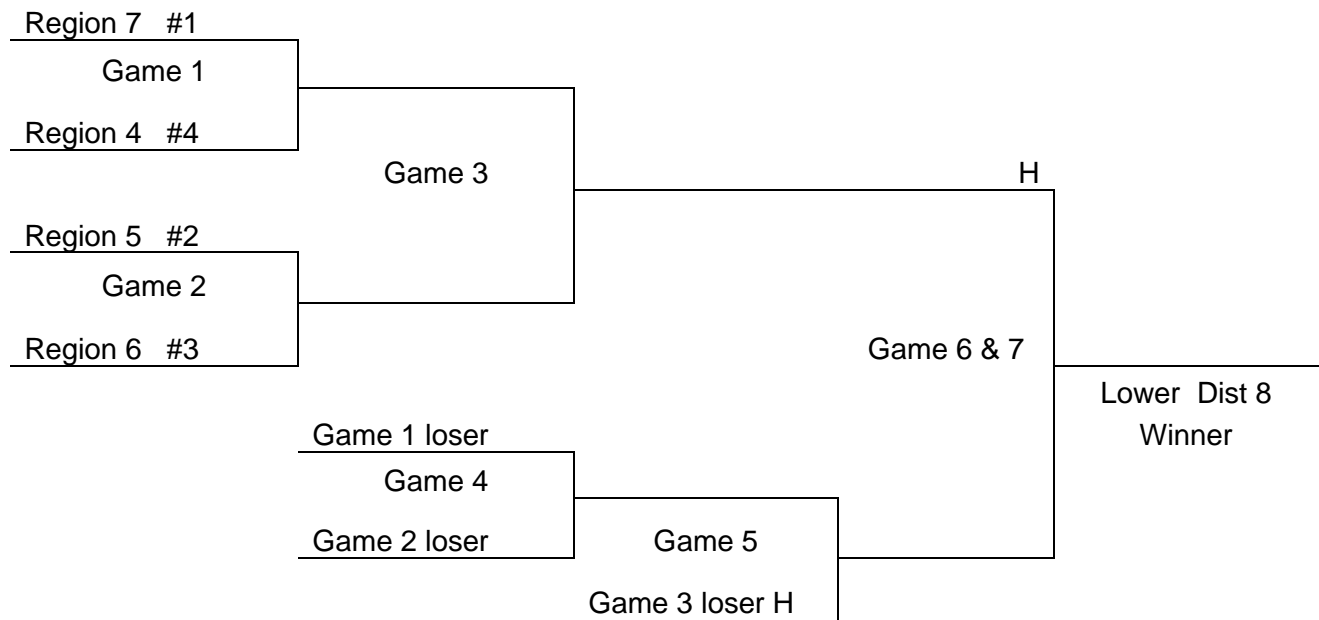 Region 7 #1
Game 1
Region 4 #4
Game 3
H
Region 5 #2
Game 2
Region 6 #3
Game 6 & 7
Lower Dist 8
Winner
Game 1 loser
Game 4
Game 2 loser
Game 5
Game 3 loser H